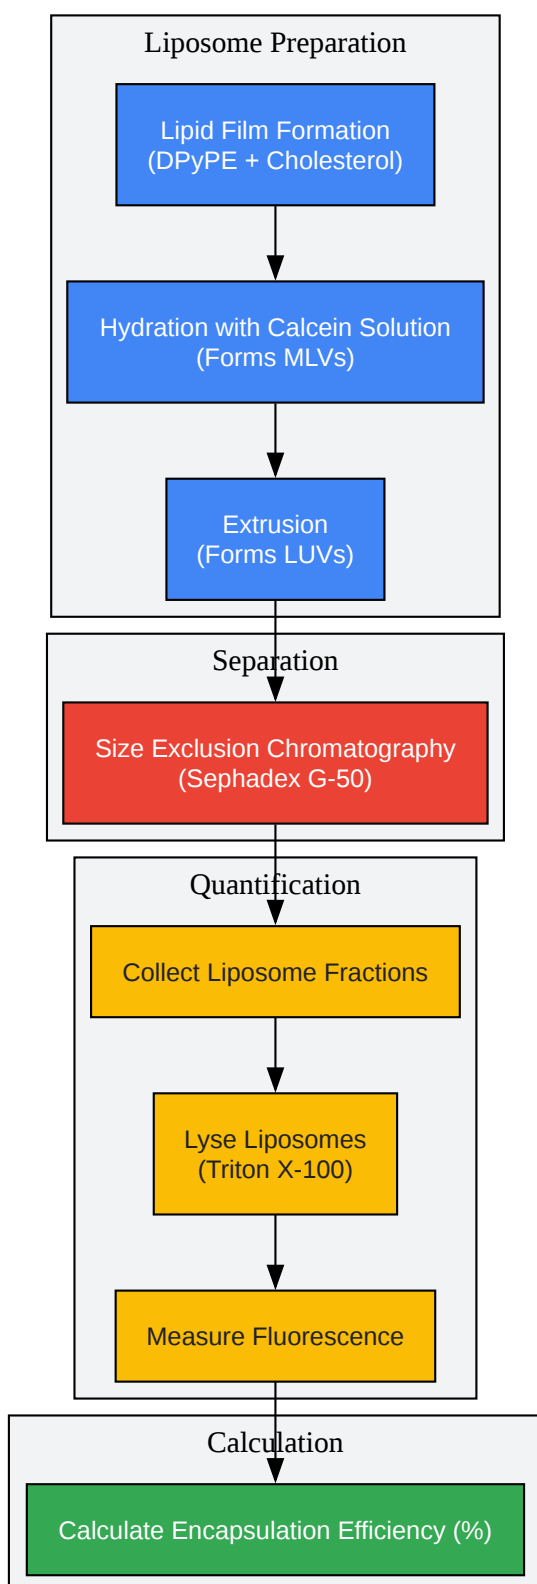 Liposome Preparation
Lipid Film Formation
(DPyPE + Cholesterol)
Hydration with Calcein Solution
(Forms MLVs)
Extrusion
(Forms LUVs)
Separation
Size Exclusion Chromatography
(Sephadex G-50)
Quantification
Collect Liposome Fractions
Lyse Liposomes
(Triton X-100)
Measure Fluorescence
Calculation
Calculate Encapsulation Efficiency (%)